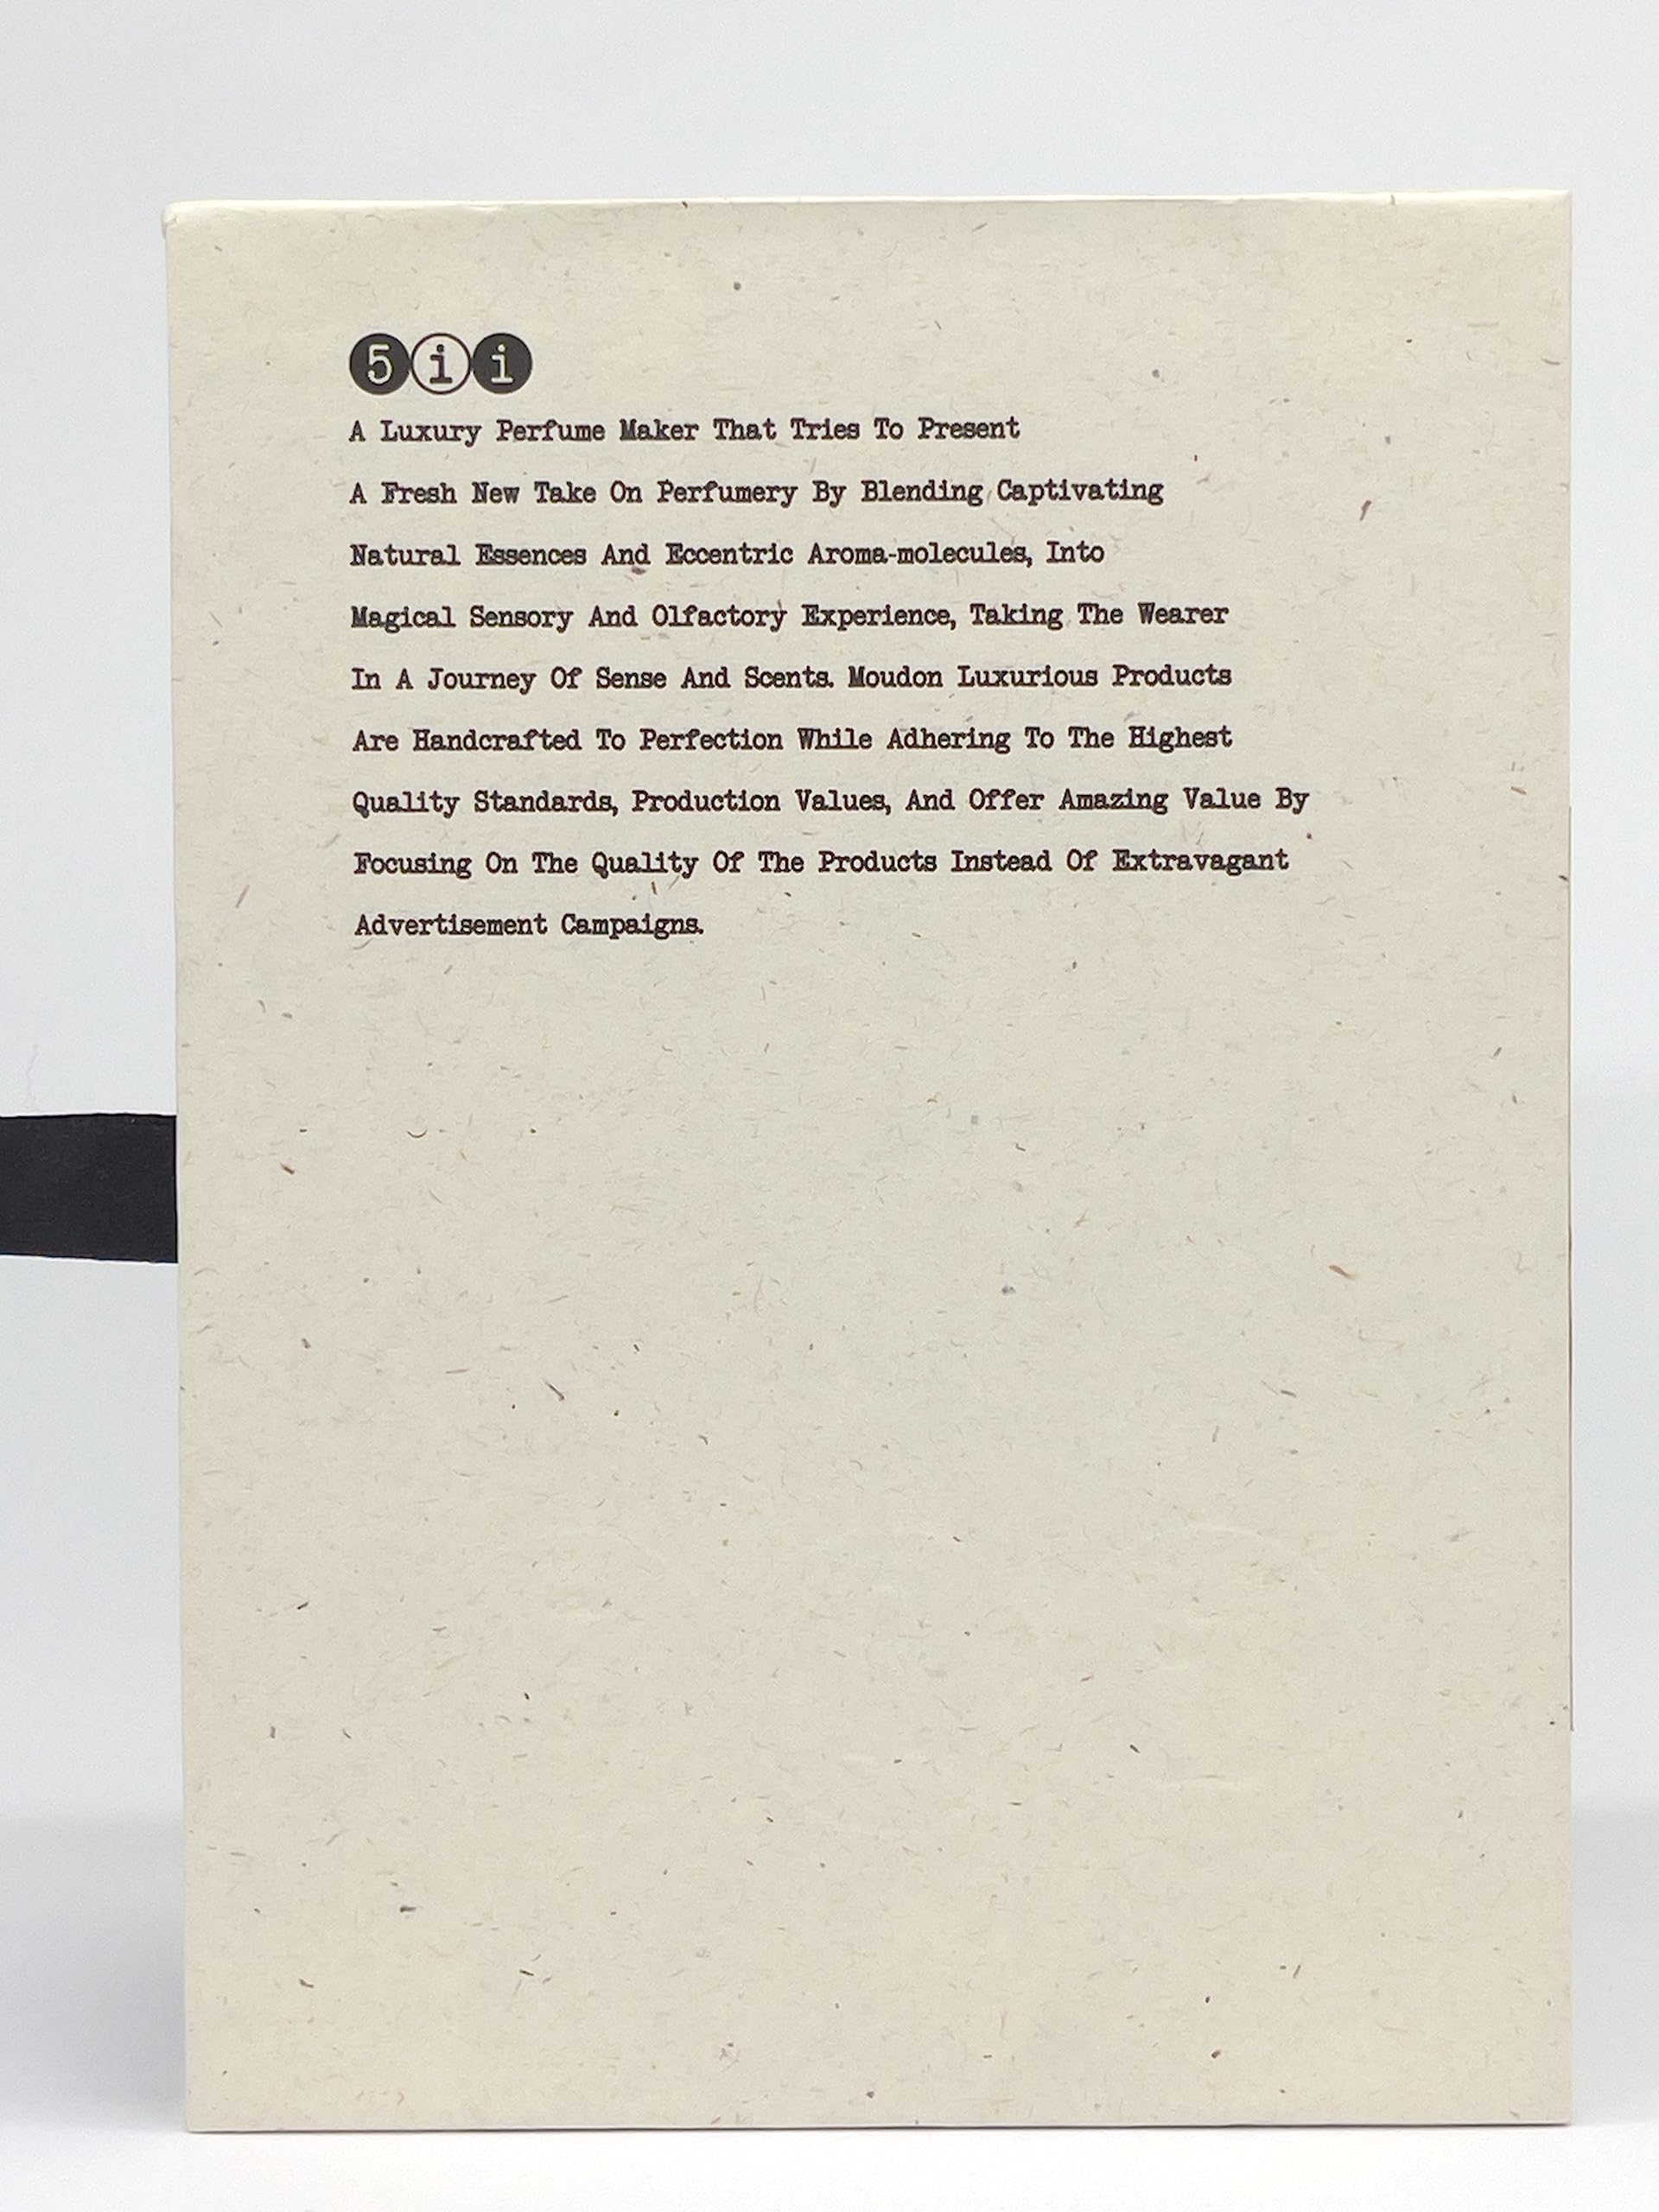 5ii
A Luxury Perfume Maker That Tries To Present
A Fresh New Take On Perfumery By Blending Captivating
Natural Essences And Eccentric Aroma-molecules, Into
Magical Sensory And Olfactory Experience, Taking The Wearer
In A Journey Of Sense And Scents. Moudon Luxurious Products
Are Handcrafted To Perfection While Adhering To The Highest
Quality Standards, Production Values, And Offer Amazing Value By
Focusing On The Quality Of The Products Instead Of Extravagant
Advertisement Campaigns.